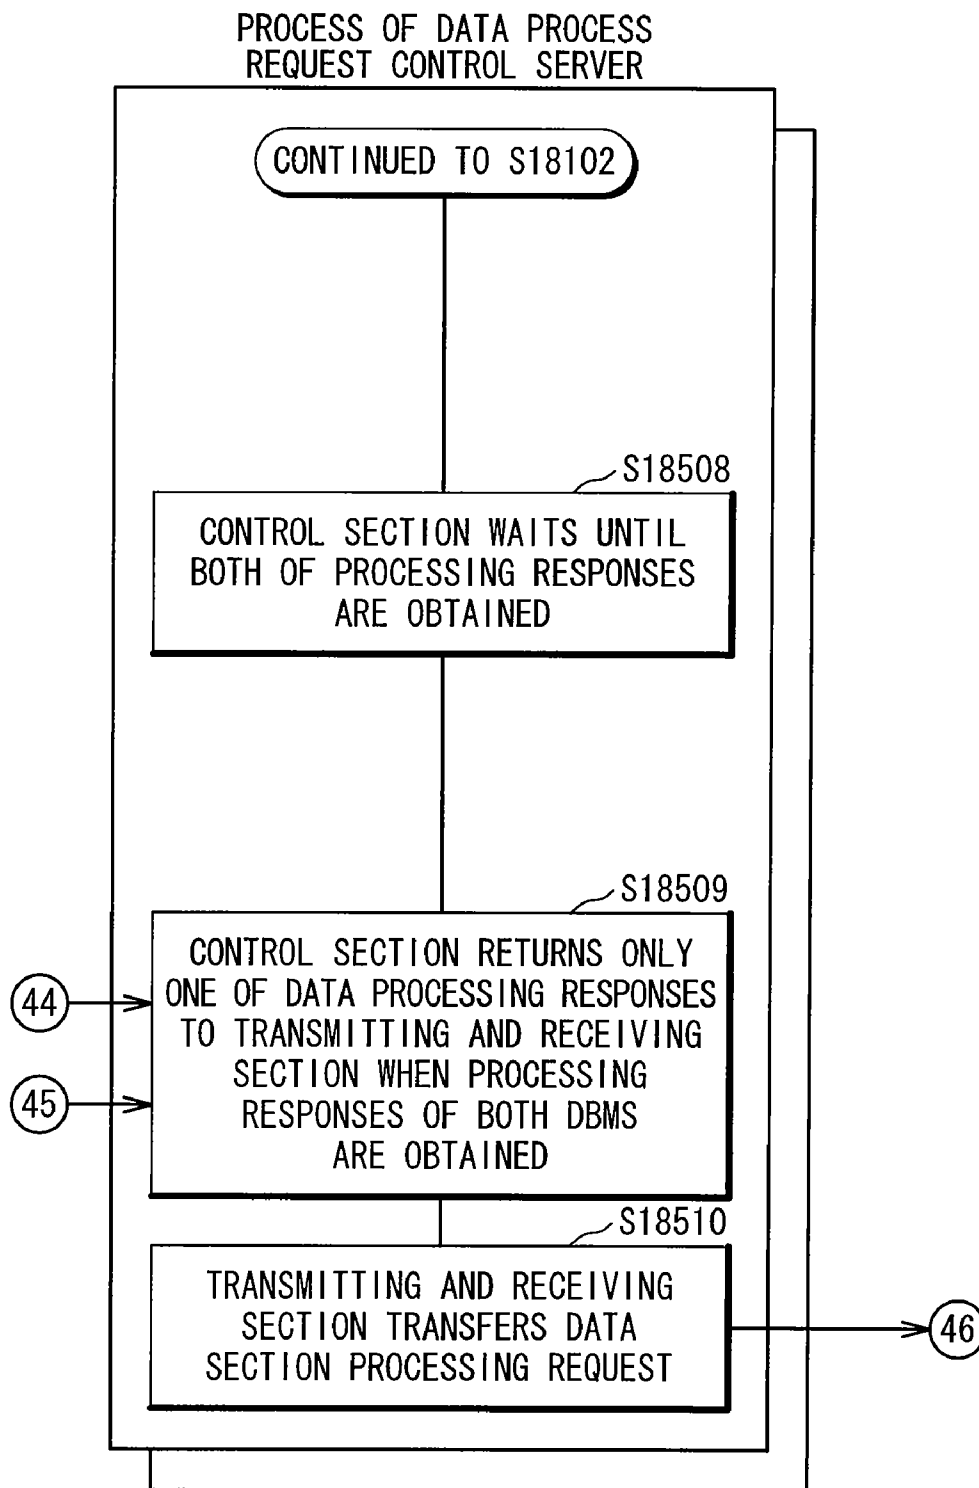 PROCESS OF DATA PROCESS
REQUEST CONTROL SERVER
CONTINUED TO S18102
S18508
CONTROL SECTION WAITS UNTIL
BOTH OF PROCESSING RESPONSES
ARE OBTAINED
S18509
CONTROL SECTION RETURNS ONLY
ONE OF DATA PROCESSING RESPONSES
TO TRANSMITTING AND RECEIVING
SECTION WHEN PROCESSING
RESPONSES OF BOTH DBMS
ARE OBTAINED
44
45
S18510
TRANSMITTING AND RECEIVING
SECTION TRANSFERS DATA
SECTION PROCESSING REQUEST
46